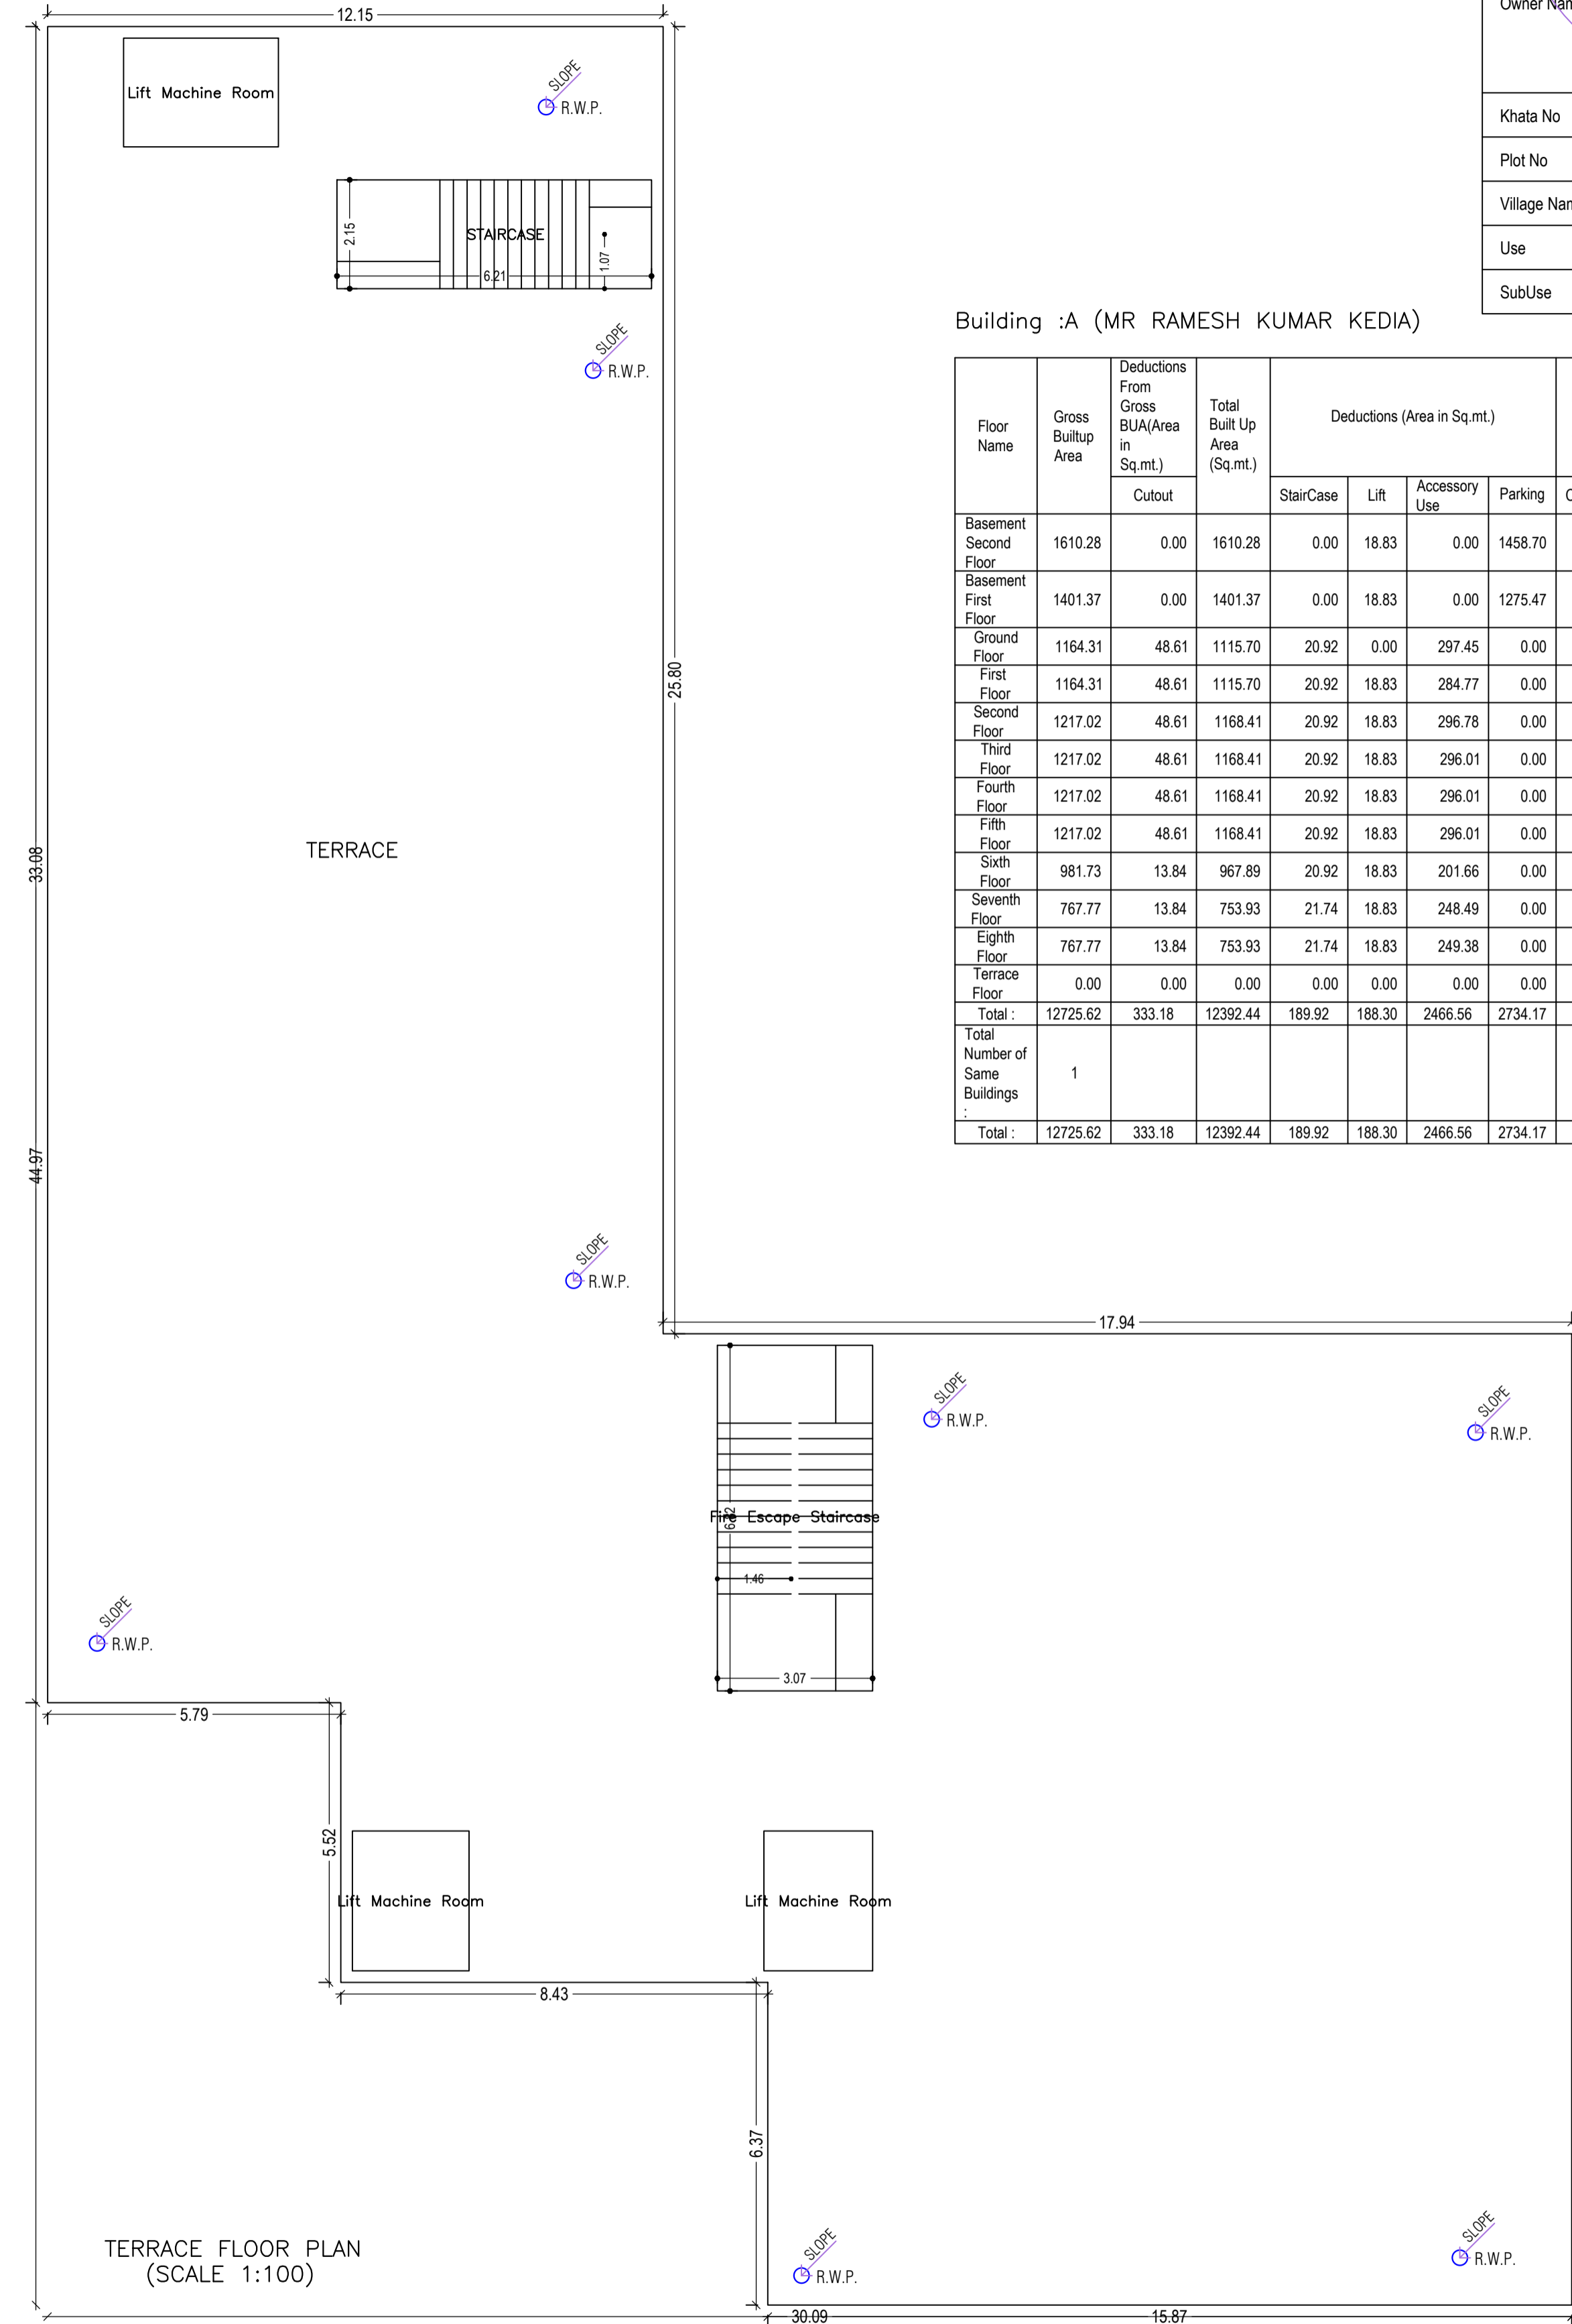 12.15
Lift Machine Room
SLOPE
R.W.P.
2.15
STAIRCASE
6.21
1.07
SLOPE
R.W.P.
25.80
TERRACE
33.08
44.97
SLOPE
R.W.P.
17.94
SLOPE
R.W.P.
SLOPE
R.W.P.
Fire Escape Staircase
1.46
3.07
SLOPE
R.W.P.
5.79
5.52
Lift Machine Room
Lift Machine Room
8.43
6.37
SLOPE
R.W.P.
SLOPE
R.W.P.
30.09
15.87
TERRACE FLOOR PLAN
(SCALE 1:100)
Owner
Khata No
Plot No
Village
Use
SubUse
Building :A (MR RAMESH KUMAR KEDIA)
Floor Name Gross Builtup Area Deductions From Gross BUA(Area in Sq.mt.) Total Built Up Area (Sq.mt.) Deductions (Area in Sq.mt.)
Cutout StairCase Lift Accessory Use Parking
Basement Second Floor 1610.28 0.00 1610.28 0.00 18.83 0.00 1458.70
Basement First Floor 1401.37 0.00 1401.37 0.00 18.83 0.00 1275.47
Ground Floor 1164.31 48.61 1115.70 20.92 0.00 297.45 0.00
First Floor 1164.31 48.61 1115.70 20.92 18.83 284.77 0.00
Second Floor 1217.02 48.61 1168.41 20.92 18.83 296.78 0.00
Third Floor 1217.02 48.61 1168.41 20.92 18.83 296.01 0.00
Fourth Floor 1217.02 48.61 1168.41 20.92 18.83 296.01 0.00
Fifth Floor 1217.02 48.61 1168.41 20.92 18.83 296.01 0.00
Sixth Floor 981.73 13.84 967.89 20.92 18.83 201.66 0.00
Seventh Floor 767.77 13.84 753.93 21.74 18.83 248.49 0.00
Eighth Floor 767.77 13.84 753.93 21.74 18.83 249.38 0.00
Terrace Floor 0.00 0.00 0.00 0.00 0.00 0.00 0.00
Total : 12725.62 333.18 12392.44 189.92 188.30 2466.56 2734.17
Total Number of Same Buildings : 1
Total : 12725.62 333.18 12392.44 189.92 188.30 2466.56 2734.17